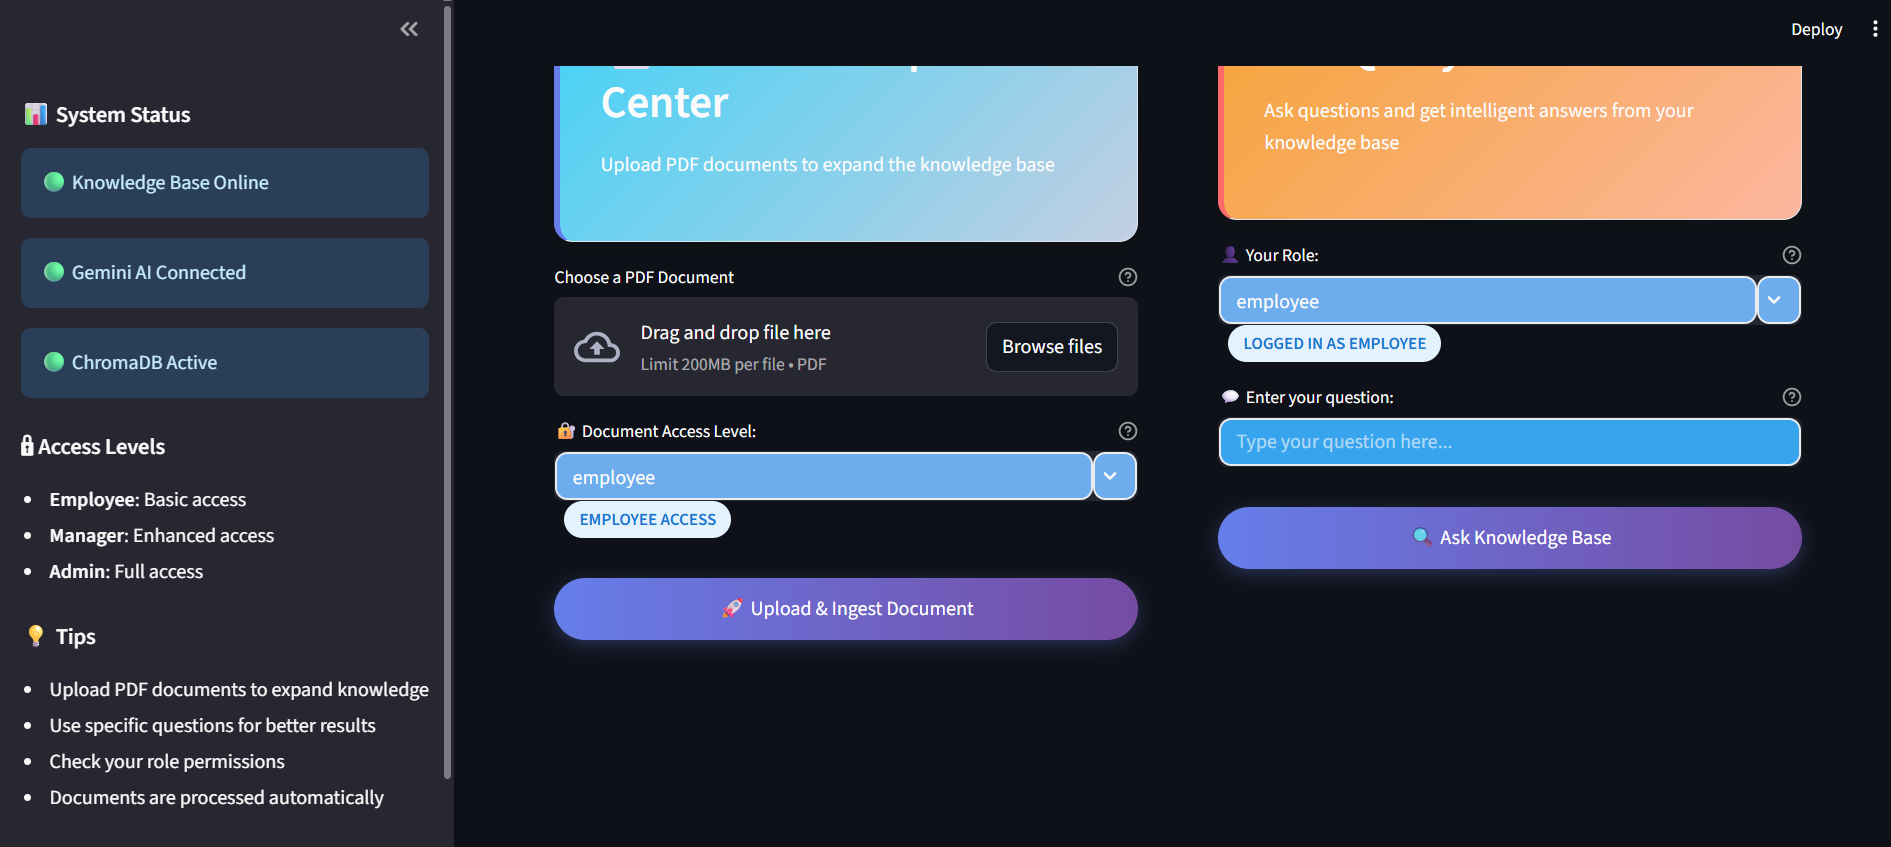 Deploy
System Status
Knowledge Base Online
Gemini AI Connected
ChromaDB Active
Access Levels
Employee: Basic access
Manager: Enhanced access
Admin: Full access
Tips
Upload PDF documents to expand knowledge
Use specific questions for better results
Check your role permissions
Documents are processed automatically
Center
Upload PDF documents to expand the knowledge base
Choose a PDF Document
Drag and drop file here
Limit 200MB per file • PDF
Browse files
Document Access Level:
employee
EMPLOYEE ACCESS
Upload & Ingest Document
Ask questions and get intelligent answers from your
knowledge base
Your Role:
employee
LOGGED IN AS EMPLOYEE
Enter your question:
Type your question here...
Ask Knowledge Base